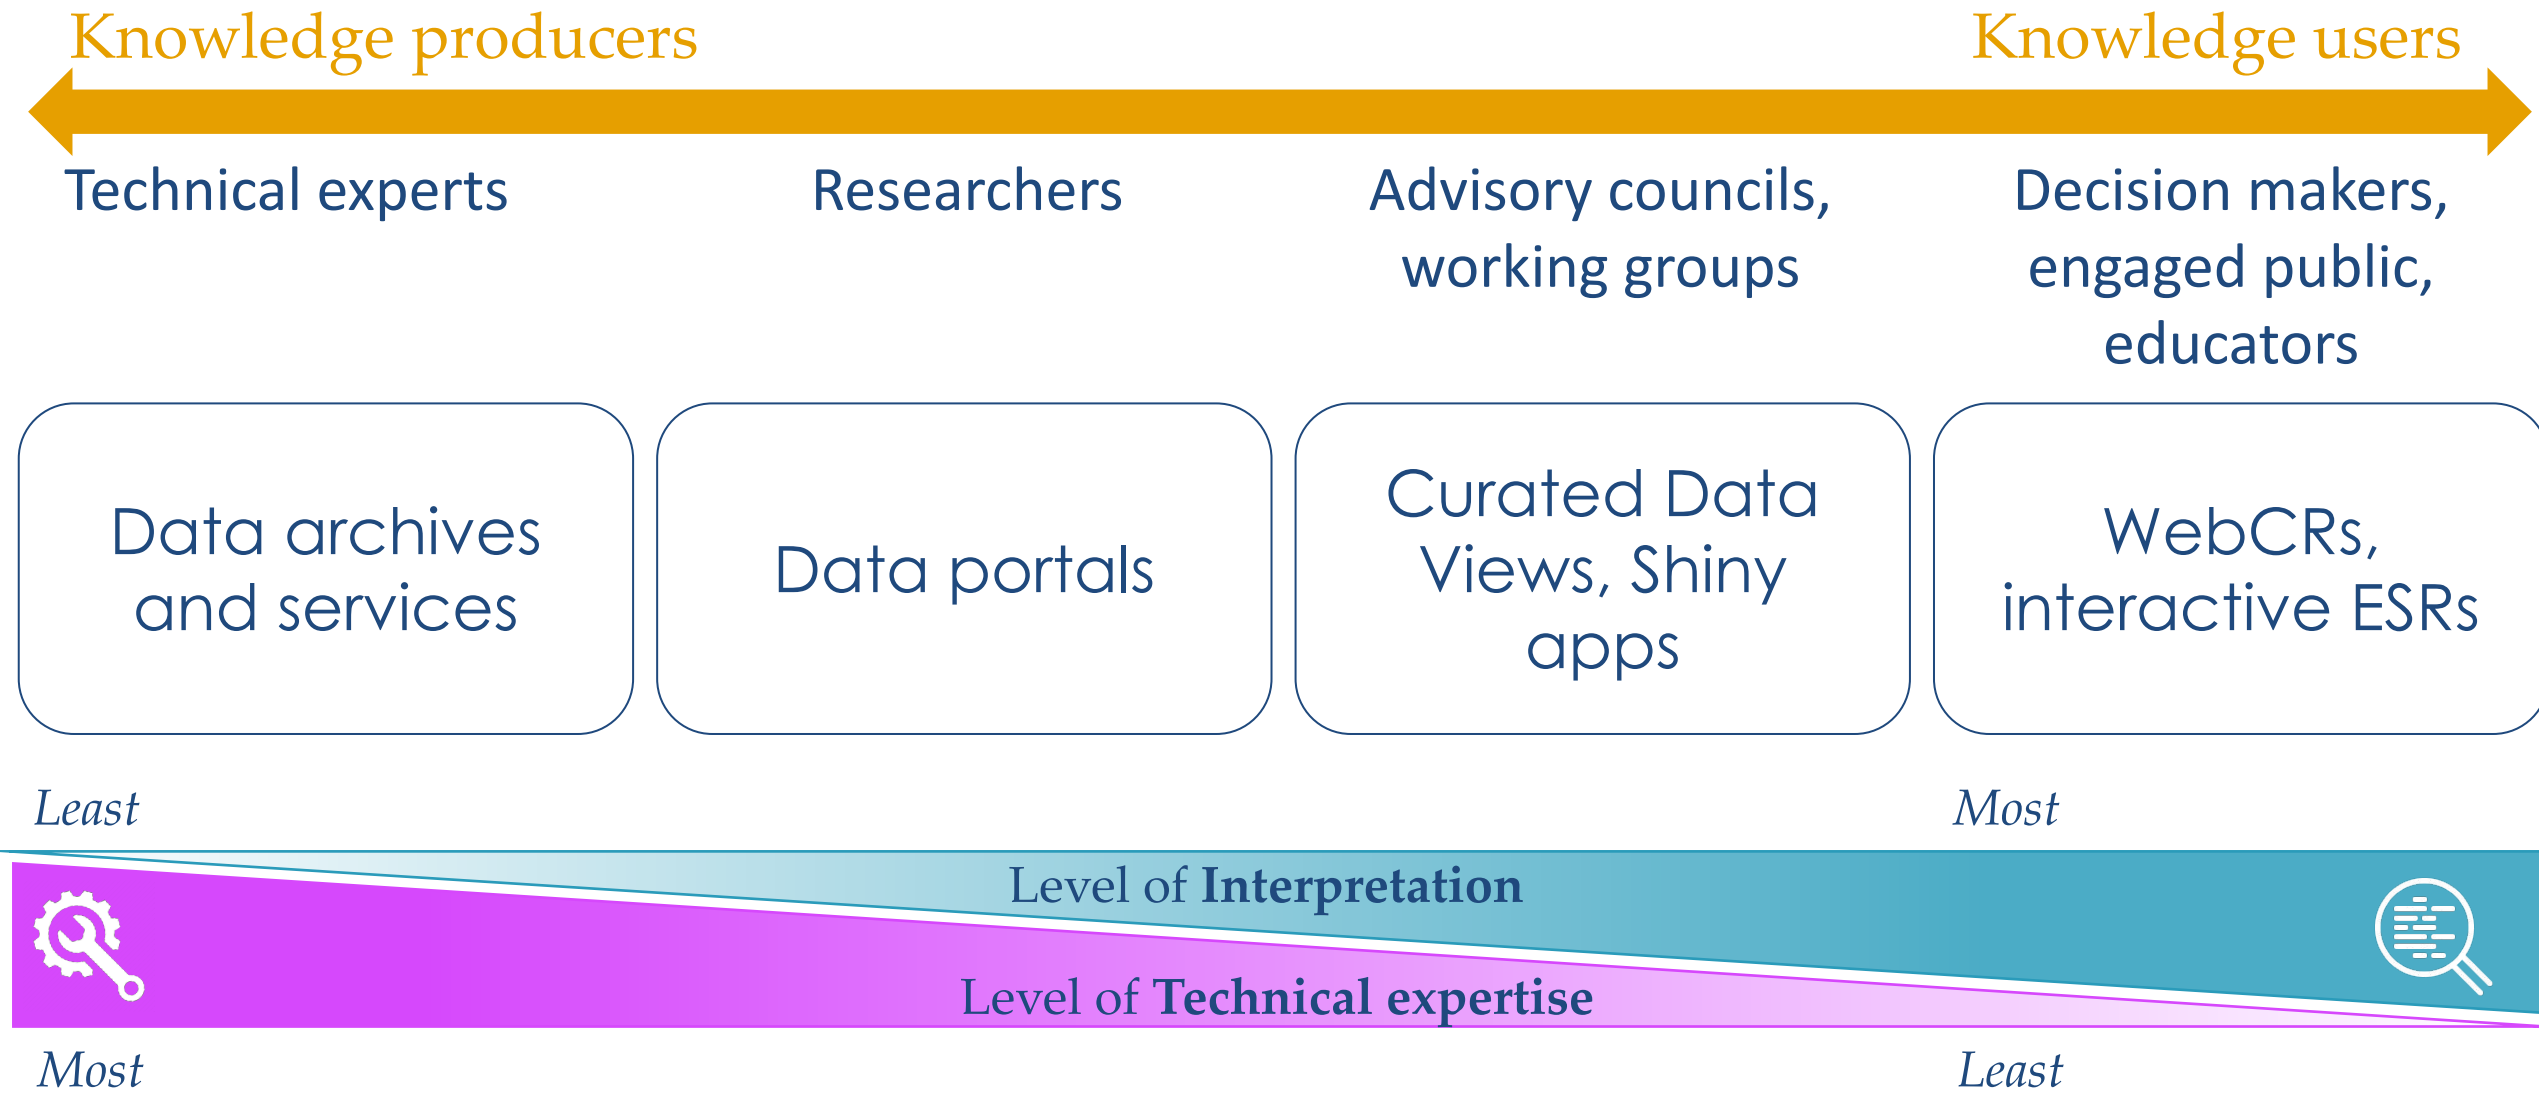 Knowledge producers
Knowledge users
Technical experts
Researchers
Advisory councils,
working groups
Decision makers,
engaged public,
educators
Data archives
and services
Data portals
Curated Data
Views, Shiny
apps
WebCRs,
interactive ESRs
Least
Most
Level of Interpretation
Level of Technical expertise
Most
Least